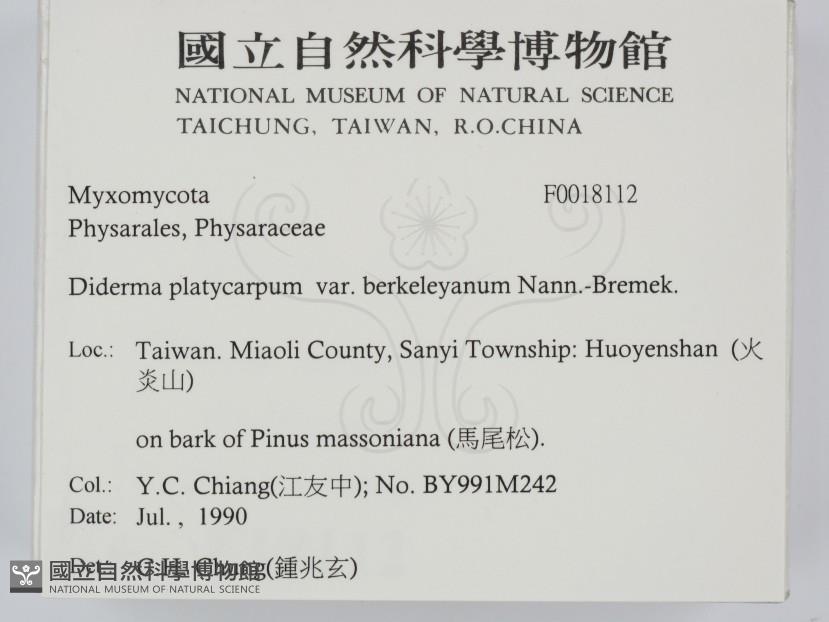 國立自然科學博物館
NATIONAL MUSEUM OF NATURAL SCIENCE
TAICHUNG, TAIWAN, R.O.CHINA
Myxomycota F0018112
Physarales, Physaraceae
Diderma platycarpum var. berkeleyanum Nann.-Bremek.
Loc.: Taiwan. Miaoli County, Sanyi Township: Huoyenshan (火
炎山)
on bark of Pinus massoniana (馬尾松).
Col.: Y.C. Chiang(江友中); No. BY991M242
Date: Jul. , 1990
Det.: C.H. Chung(鍾兆玄)
國立自然科學博物館
NATIONAL MUSEUM OF NATURAL SCIENCE